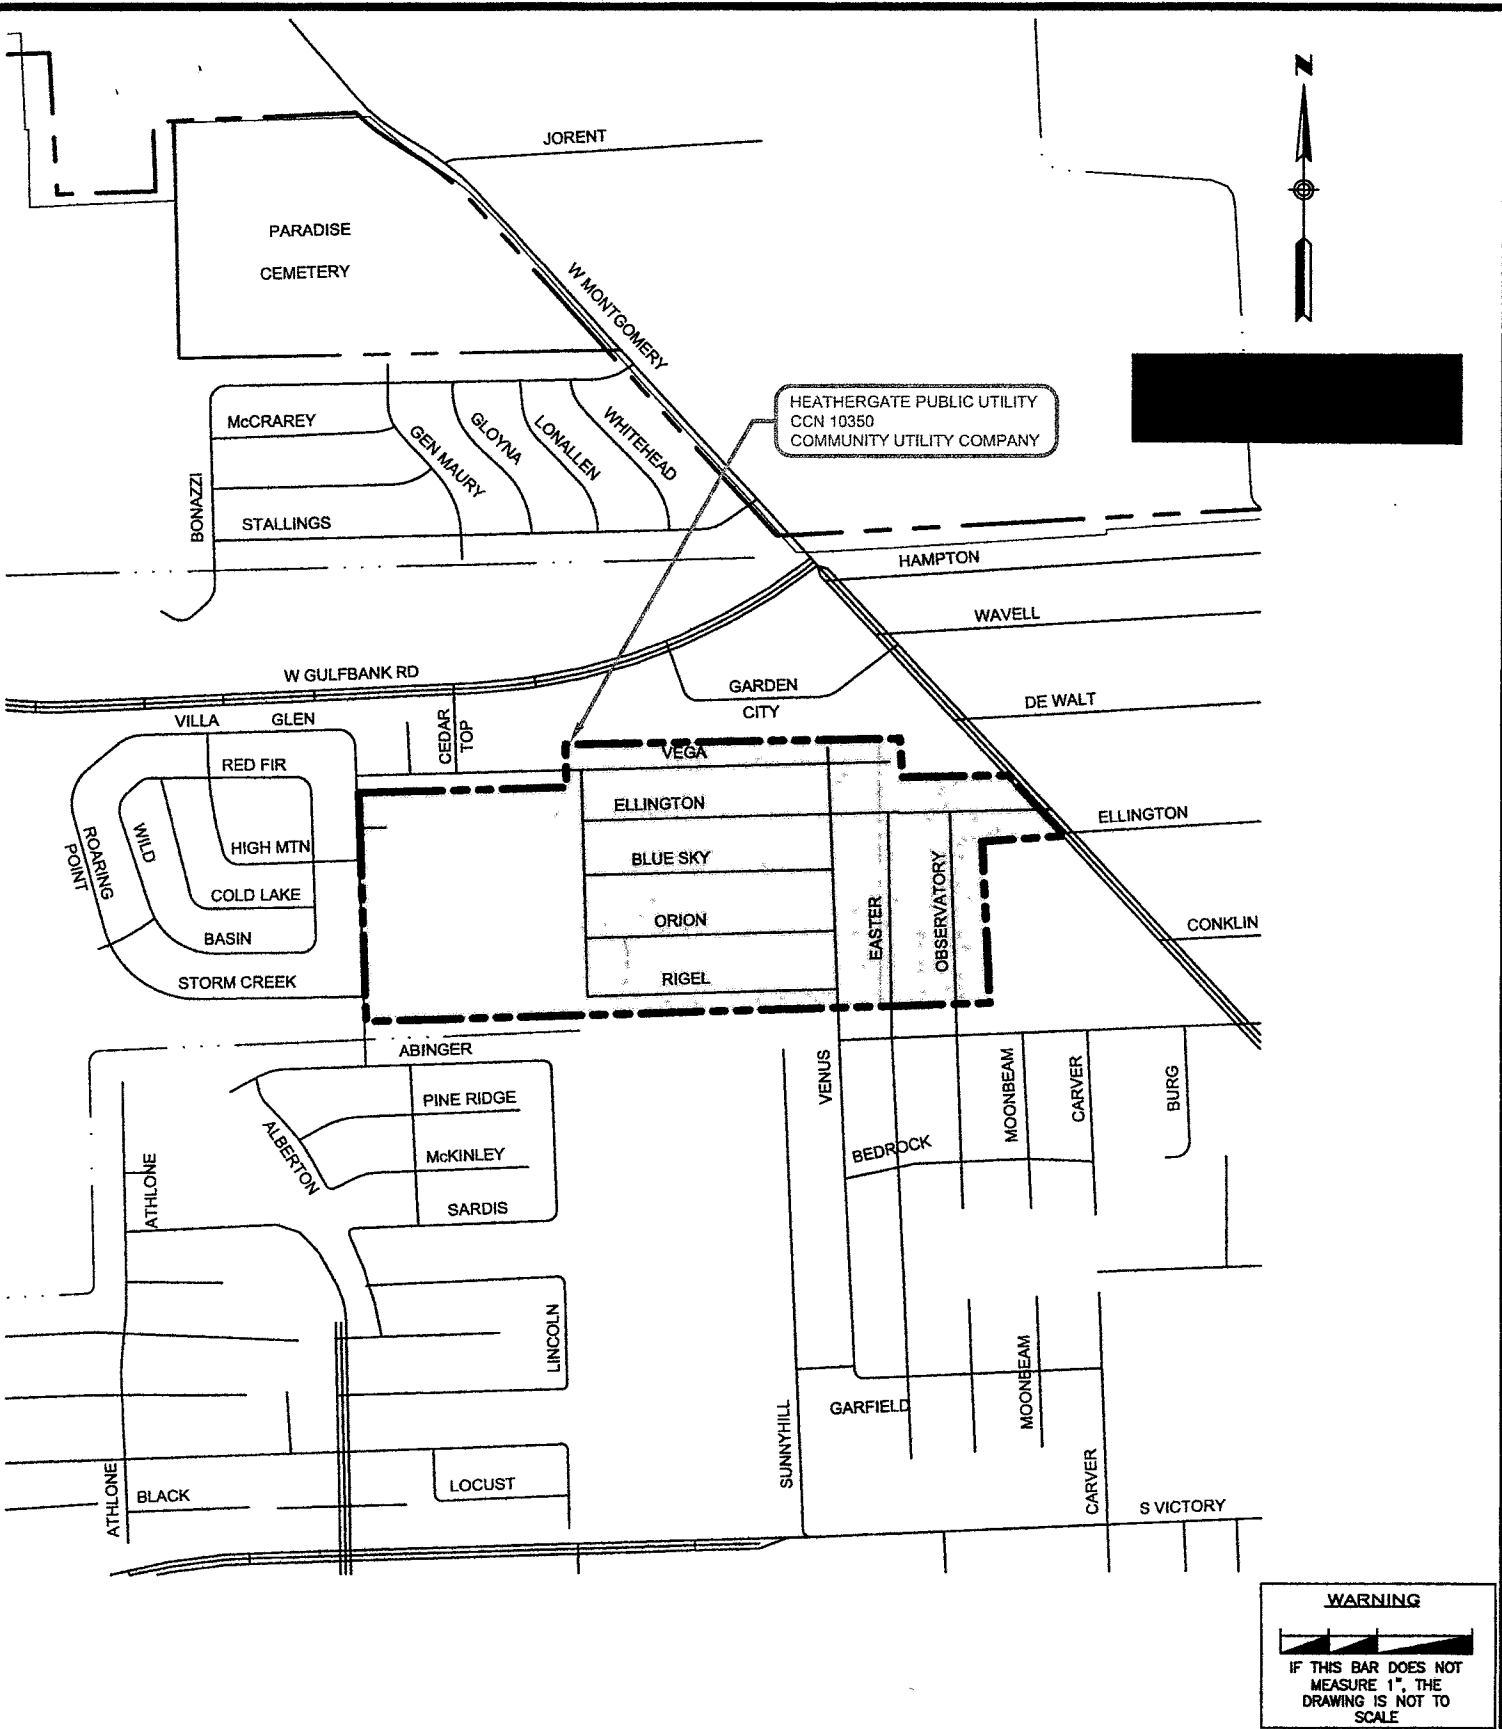 N
JORENT
PARADISE
CEMETERY
W MONTGOMERY
HEATHERGATE PUBLIC UTILITY
CCN 10350
COMMUNITY UTILITY COMPANY
McCRAREY
GEN MAURY
GLOYNA
LONALLEN
WHITEHEAD
BONAZZI
STALLINGS
HAMPTON
WAVELL
W GULFBANK RD
GARDEN
CITY
DE WALT
VILLA GLEN
CEDAR
TOP
RED FIR
VEGA
ELLINGTON
ELLINGTON
ROARING
POINT
WILD
HIGH MTN
BLUE SKY
COLD LAKE
ORION
EASTER
OBSERVATORY
CONKLIN
BASIN
STORM CREEK
RIGEL
ABINGER
VENUS
MOONBEAM
CARVER
BURG
PINE RIDGE
ALBERTON
McKINLEY
BEDROCK
ATHLONE
SARDIS
LINCOLN
GARFIELD
MOONBEAM
SUNNYHILL
CARVER
ATHLONE
BLACK
LOCUST
S VICTORY
WARNING
IF THIS BAR DOES NOT
MEASURE 1", THE
DRAWING IS NOT TO
SCALE